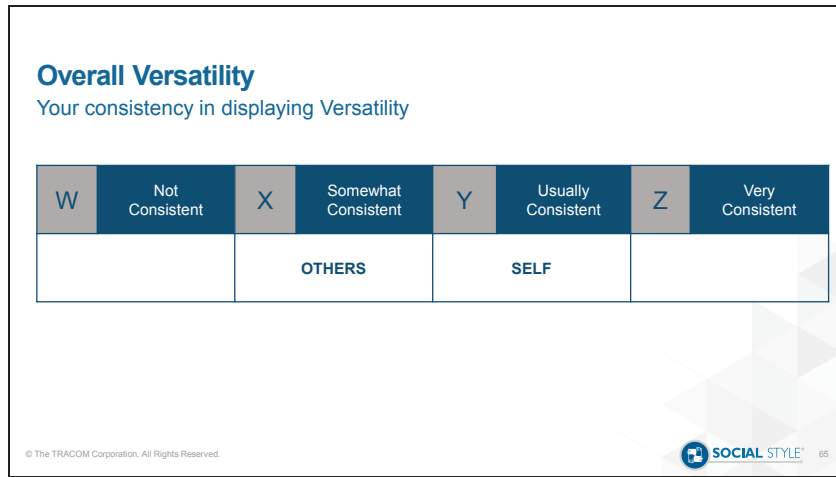 Overall Versatility
Your consistency in displaying Versatility
W
Not
Consistent
X
Somewhat
Consistent
Y
Usually
Consistent
Z
Very
Consistent
OTHERS
SELF
© The TRACOM Corporation. All Rights Reserved.
SOCIAL STYLE®
65